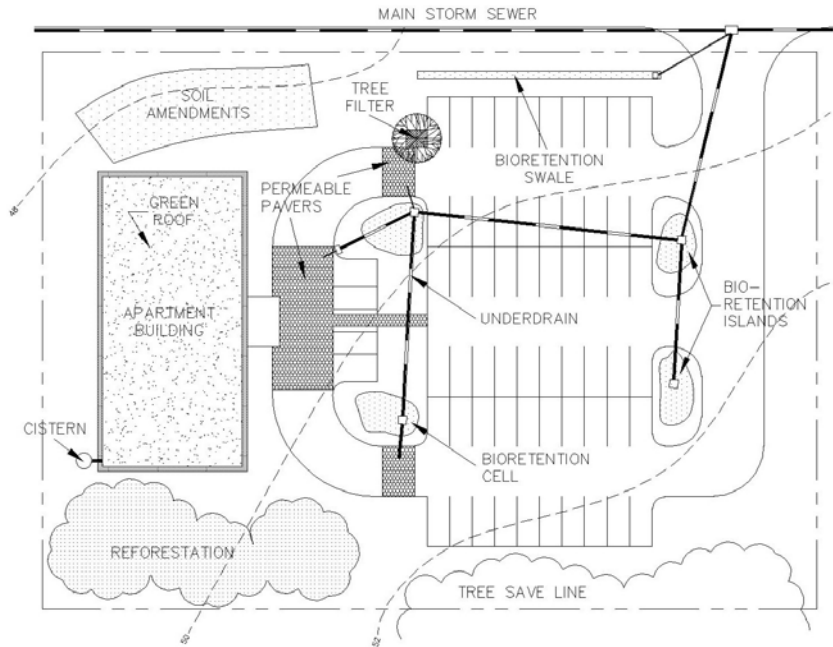 MAIN STORM SEWER
SOIL
AMENDMENTS
TREE
FILTER
BIORETENTION
SWALE
PERMEABLE
PAVERS
48
GREEN
ROOF
APARTMENT
BUILDING
UNDERDRAIN
BIO-
RETENTION
ISLANDS
CISTERN
BIORETENTION
CELL
REFORESTATION
TREE SAVE LINE
50
52